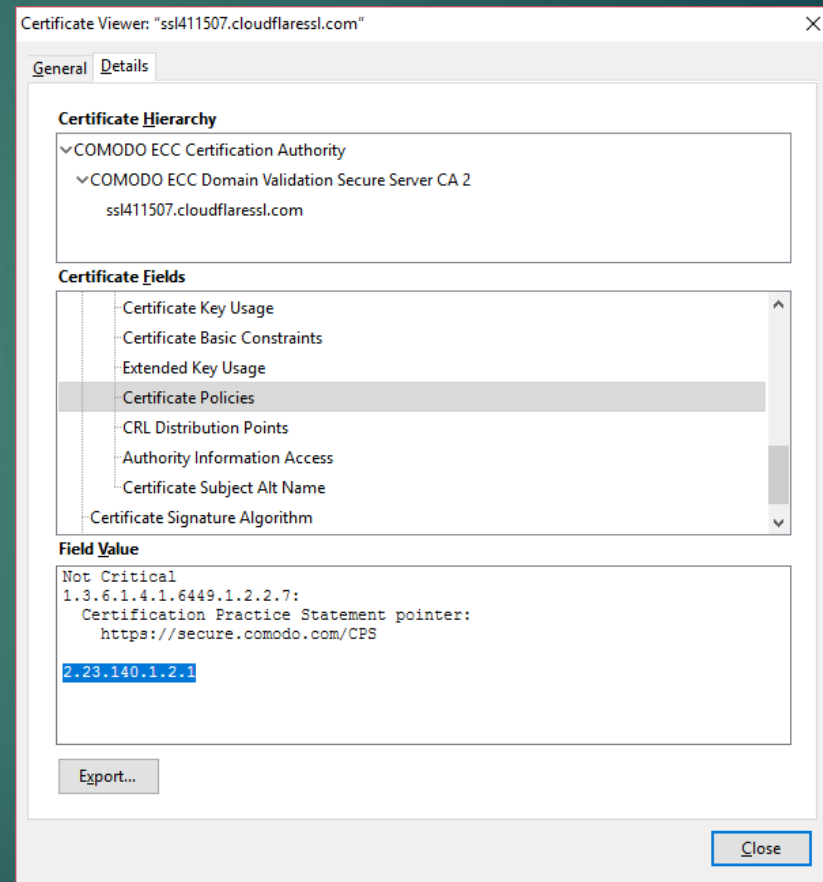 Certificate Viewer: "ssl411507.cloudflaressl.com"
General Details
Certificate Hierarchy
COMODO ECC Certification Authority
COMODO ECC Domain Validation Secure Server CA 2
ssl411507.cloudflaressl.com
Certificate Fields
Certificate Key Usage
Certificate Basic Constraints
Extended Key Usage
Certificate Policies
CRL Distribution Points
Authority Information Access
Certificate Subject Alt Name
Certificate Signature Algorithm
Field Value
Not Critical
1.3.6.1.4.1.6449.1.2.2.7:
Certification Practice Statement pointer:
https://secure.comodo.com/CPS
2.23.140.1.2.1
Export...
Close